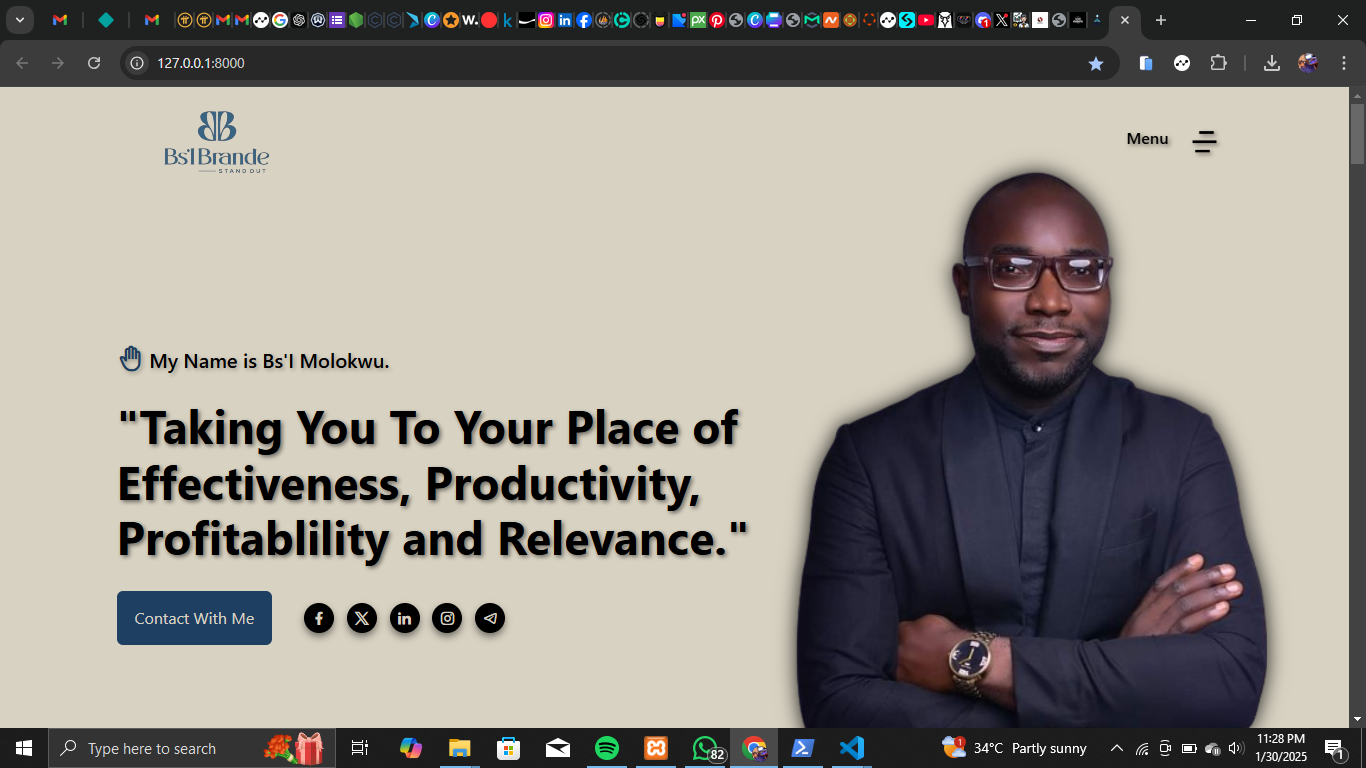 127.0.0.1:8000
Bs'I Brande
STAND OUT
Menu
My Name is Bs'I Molokwu.
"Taking You To Your Place of
Effectiveness, Productivity,
Profitablility and Relevance."
Contact With Me
Type here to search
82
1
34°C Partly sunny
11:28 PM
1/30/2025
1